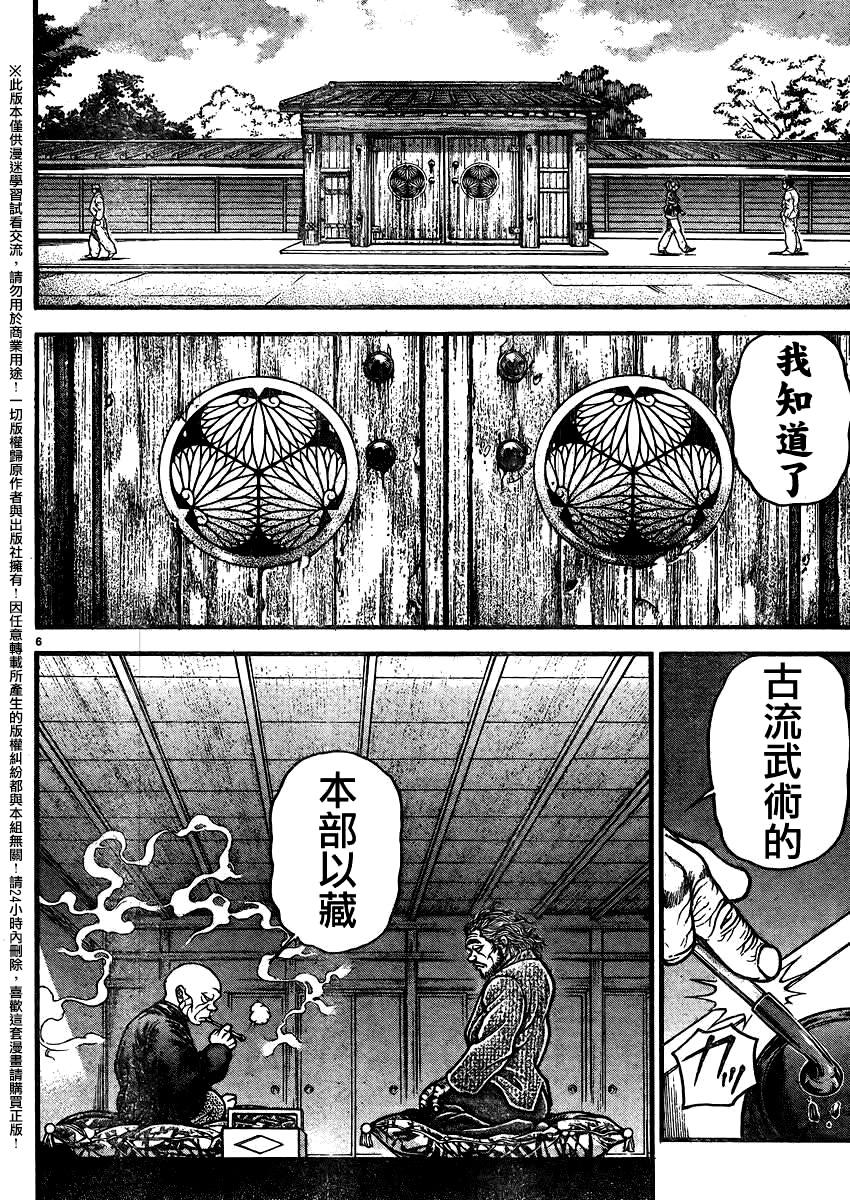 ※此版本僅供漫迷學習試看交流，請勿用於商業用途！一切版權歸原作者與出版社擁有！因任意轉載所產生的版權糾紛都與本組無關！請24小時內刪除，喜歡這套漫畫請購買正版！
我知道了
6
古流武術的
カッ
本部以藏